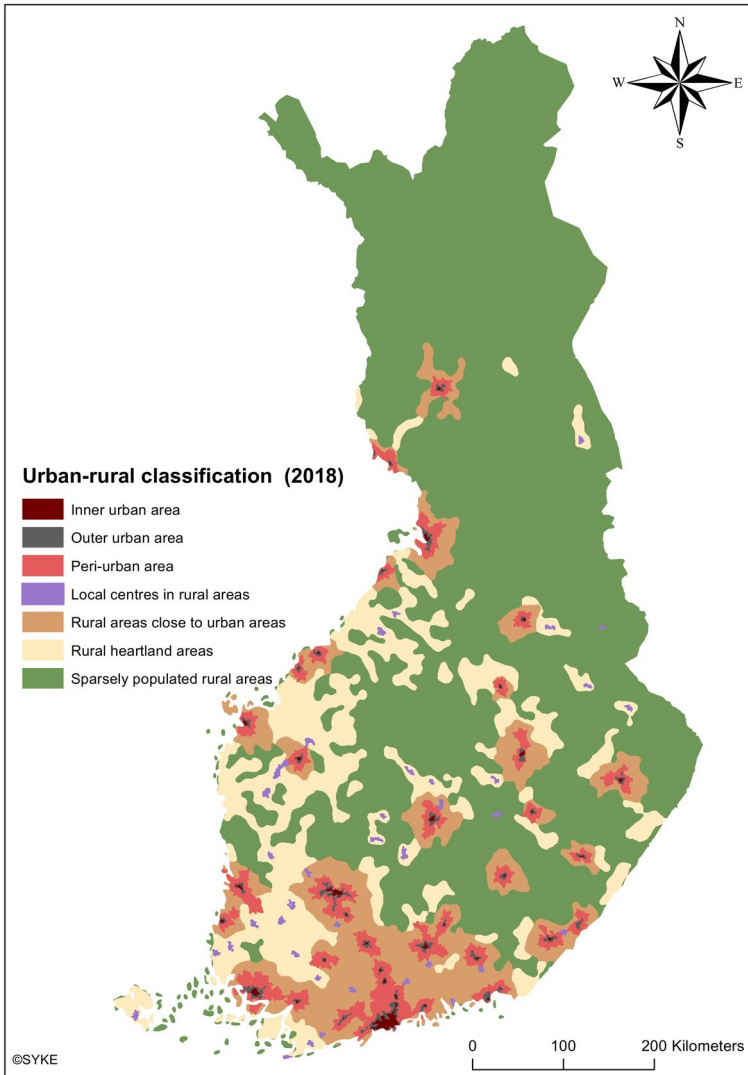 N
W E
S
Urban-rural classification (2018)
Inner urban area
Outer urban area
Peri-urban area
Local centres in rural areas
Rural areas close to urban areas
Rural heartland areas
Sparsely populated rural areas
©SYKE
0 100 200 Kilometers